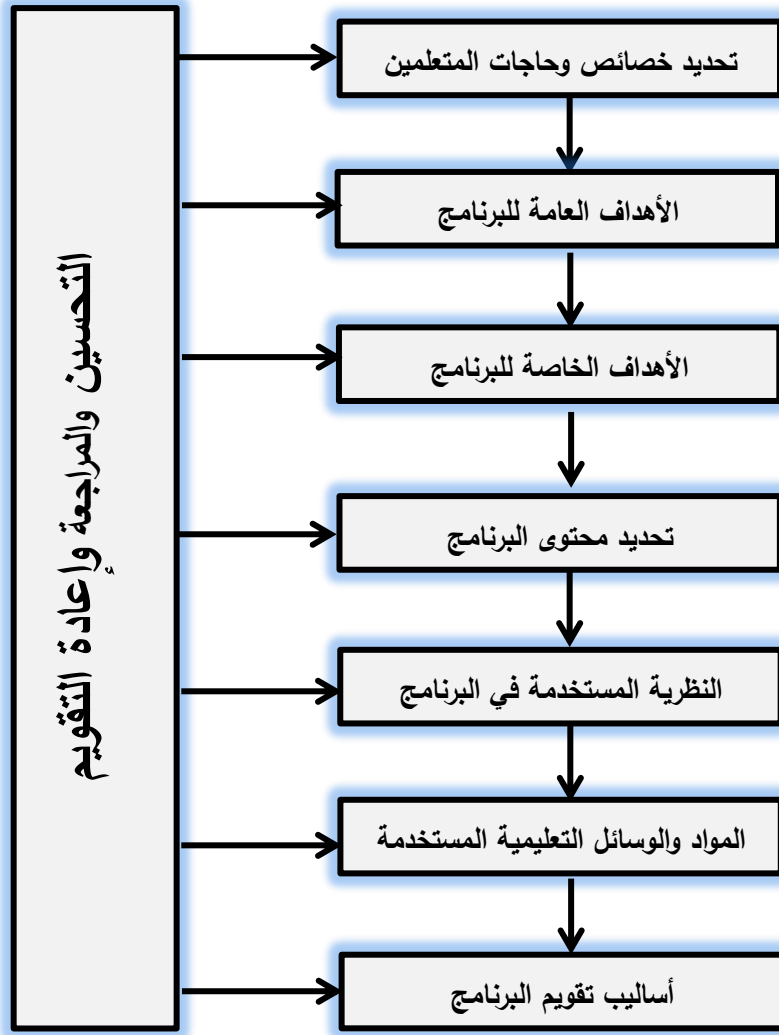 تحديد خصائص وحاجات المتعلمين
الأهداف العامة للبرنامج
الأهداف الخاصة للبرنامج
تحديد محتوى البرنامج
النظرية المستخدمة في البرنامج
المواد والوسائل التعليمية المستخدمة
أساليب تقويم البرنامج
التحسين والمراجعة وإعادة التقويم